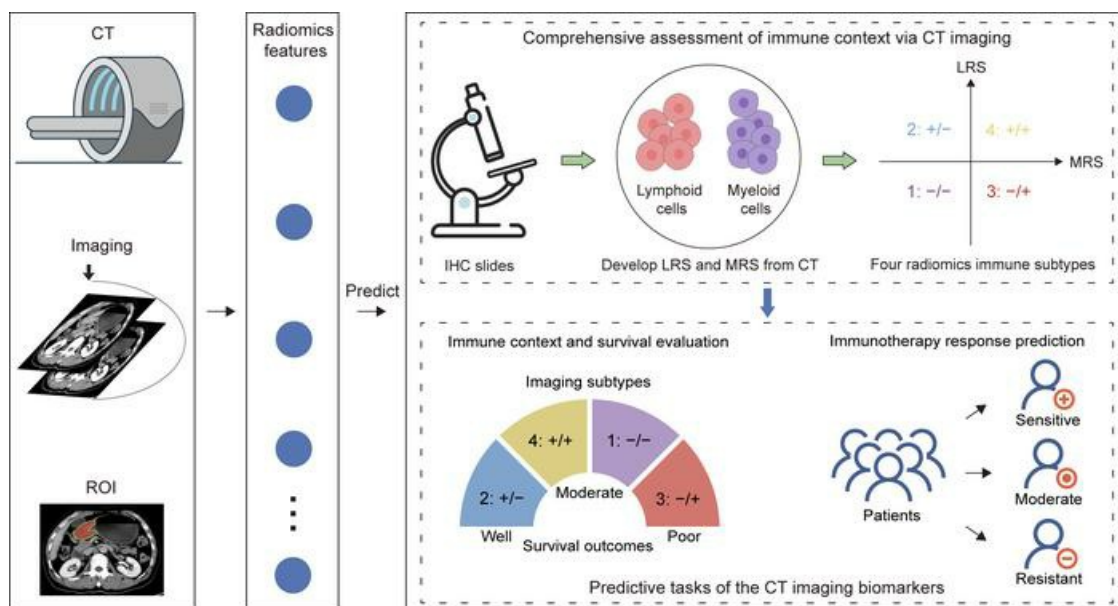 CT
Imaging
ROI
Radiomics
features
Predict
Comprehensive assessment of immune context via CT imaging
IHC slides
Lymphoid
cells
Myeloid
cells
Develop LRS and MRS from CT
LRS
MRS
2: +/−
4: +/+
1: −/−
3: −/+
Four radiomics immune subtypes
Immune context and survival evaluation
Imaging subtypes
4: +/+
1: −/−
2: +/−
3: −/+
Moderate
Well
Poor
Survival outcomes
Immunotherapy response prediction
Patients
Sensitive
Moderate
Resistant
Predictive tasks of the CT imaging biomarkers